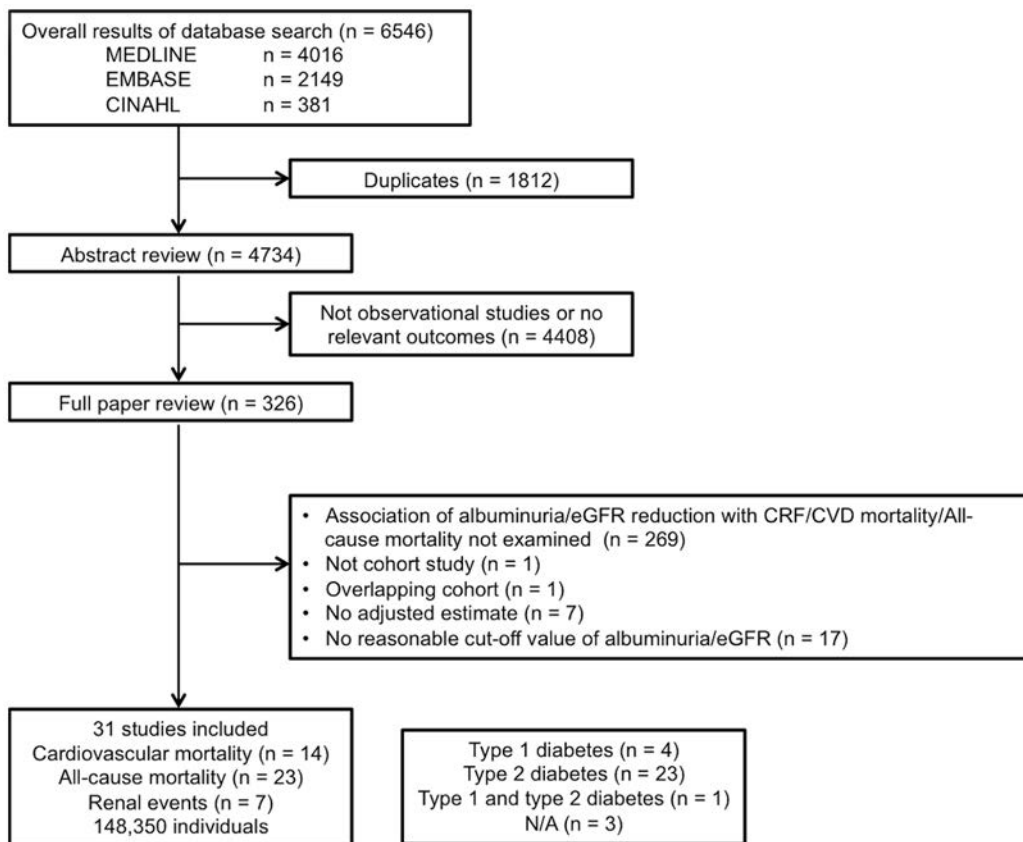 Overall results of database search (n = 6546)
MEDLINE n = 4016
EMBASE n = 2149
CINAHL n = 381
Duplicates (n = 1812)
Abstract review (n = 4734)
Not observational studies or no
relevant outcomes (n = 4408)
Full paper review (n = 326)
• Association of albuminuria/eGFR reduction with CRF/CVD mortality/All-
cause mortality not examined (n = 269)
• Not cohort study (n = 1)
• Overlapping cohort (n = 1)
• No adjusted estimate (n = 7)
• No reasonable cut-off value of albuminuria/eGFR (n = 17)
31 studies included
Cardiovascular mortality (n = 14)
All-cause mortality (n = 23)
Renal events (n = 7)
148,350 individuals
Type 1 diabetes (n = 4)
Type 2 diabetes (n = 23)
Type 1 and type 2 diabetes (n = 1)
N/A (n = 3)